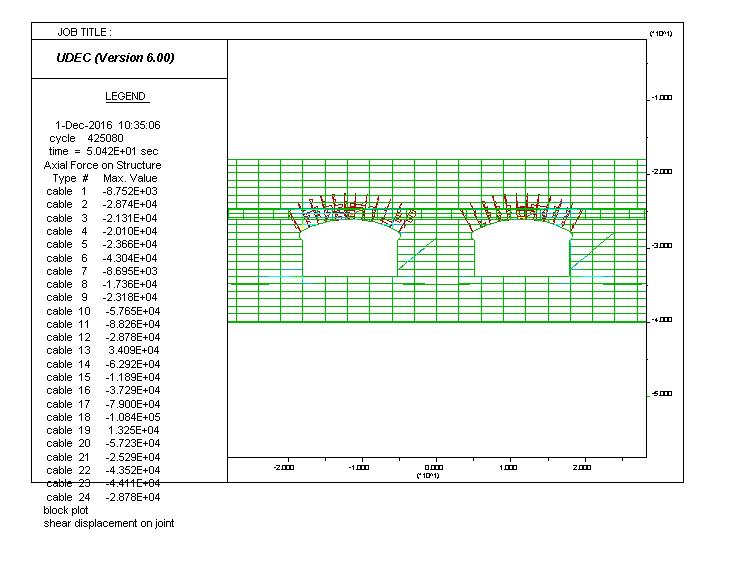 JOB TITLE :
(*10^1)
UDEC (Version 6.00)
LEGEND
1-Dec-2016 10:35:06
cycle 425080
time = 5.042E+01 sec
Axial Force on Structure
Type # Max. Value
cable 1 -8.752E+03
cable 2 -2.874E+04
cable 3 -2.131E+04
cable 4 -2.010E+04
cable 5 -2.366E+04
cable 6 -4.304E+04
cable 7 -8.695E+03
cable 8 -1.736E+04
cable 9 -2.318E+04
cable 10 -5.765E+04
cable 11 -8.826E+04
cable 12 -2.878E+04
cable 13 3.409E+04
cable 14 -6.292E+04
cable 15 -1.189E+04
cable 16 -3.729E+04
cable 17 -7.900E+04
cable 18 -1.084E+05
cable 19 1.325E+04
cable 20 -5.723E+04
cable 21 -2.529E+04
cable 22 -4.352E+04
cable 23 -4.411E+04
cable 24 -2.878E+04
block plot
shear displacement on joint
-1.000
-2.000
-3.000
-4.000
-5.000
-2.000 -1.000 0.000 1.000 2.000
(*10^1)